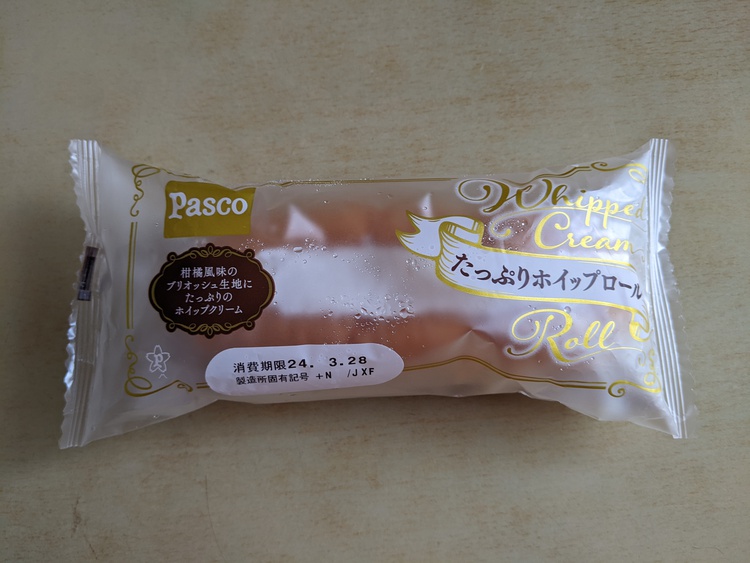 Pasco
柑橘風味の
ブリオッシュ生地に
たっぷりの
ホイップクリーム
Whipped
Cream
たっぷりホイップロール
Roll
消費期限24. 3.28
製造所固有記号 +N /JXF